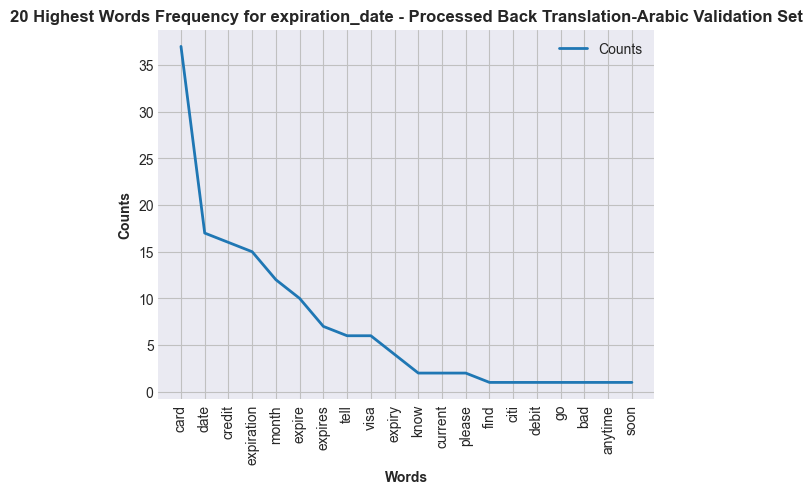 20 Highest Words Frequency for expiration_date - Processed Back Translation-Arabic Validation Set
Counts
35
30
25
20
15
10
5
0
Counts
card
date
credit
expiration
month
expire
expires
tell
visa
expiry
know
current
please
find
citi
debit
go
bad
anytime
soon
Words